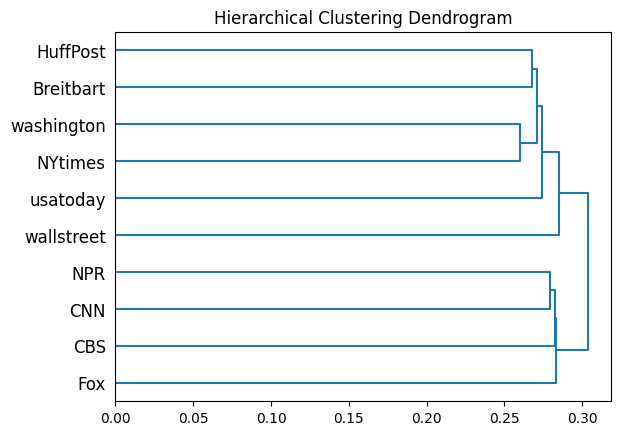 Hierarchical Clustering Dendrogram
HuffPost
Breitbart
washington
NYtimes
usatoday
wallstreet
NPR
CNN
CBS
Fox
0.00 0.05 0.10 0.15 0.20 0.25 0.30